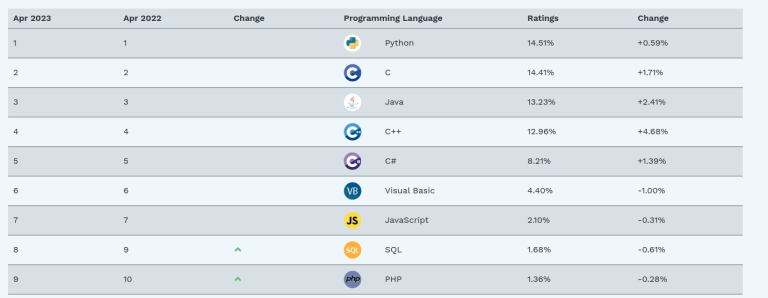 Apr 2023 Apr 2022 Change Programming Language Ratings Change
1 1 Python 14.51% +0.59%
2 2 C C 14.41% +1.71%
3 3 Java 13.23% +2.41%
4 4 C C++ 12.96% +4.68%
5 5 C C# 8.21% +1.39%
6 6 VB Visual Basic 4.40% -1.00%
7 7 JS JavaScript 2.10% -0.31%
8 9 SQL SQL 1.68% -0.61%
9 10 php PHP 1.36% -0.28%